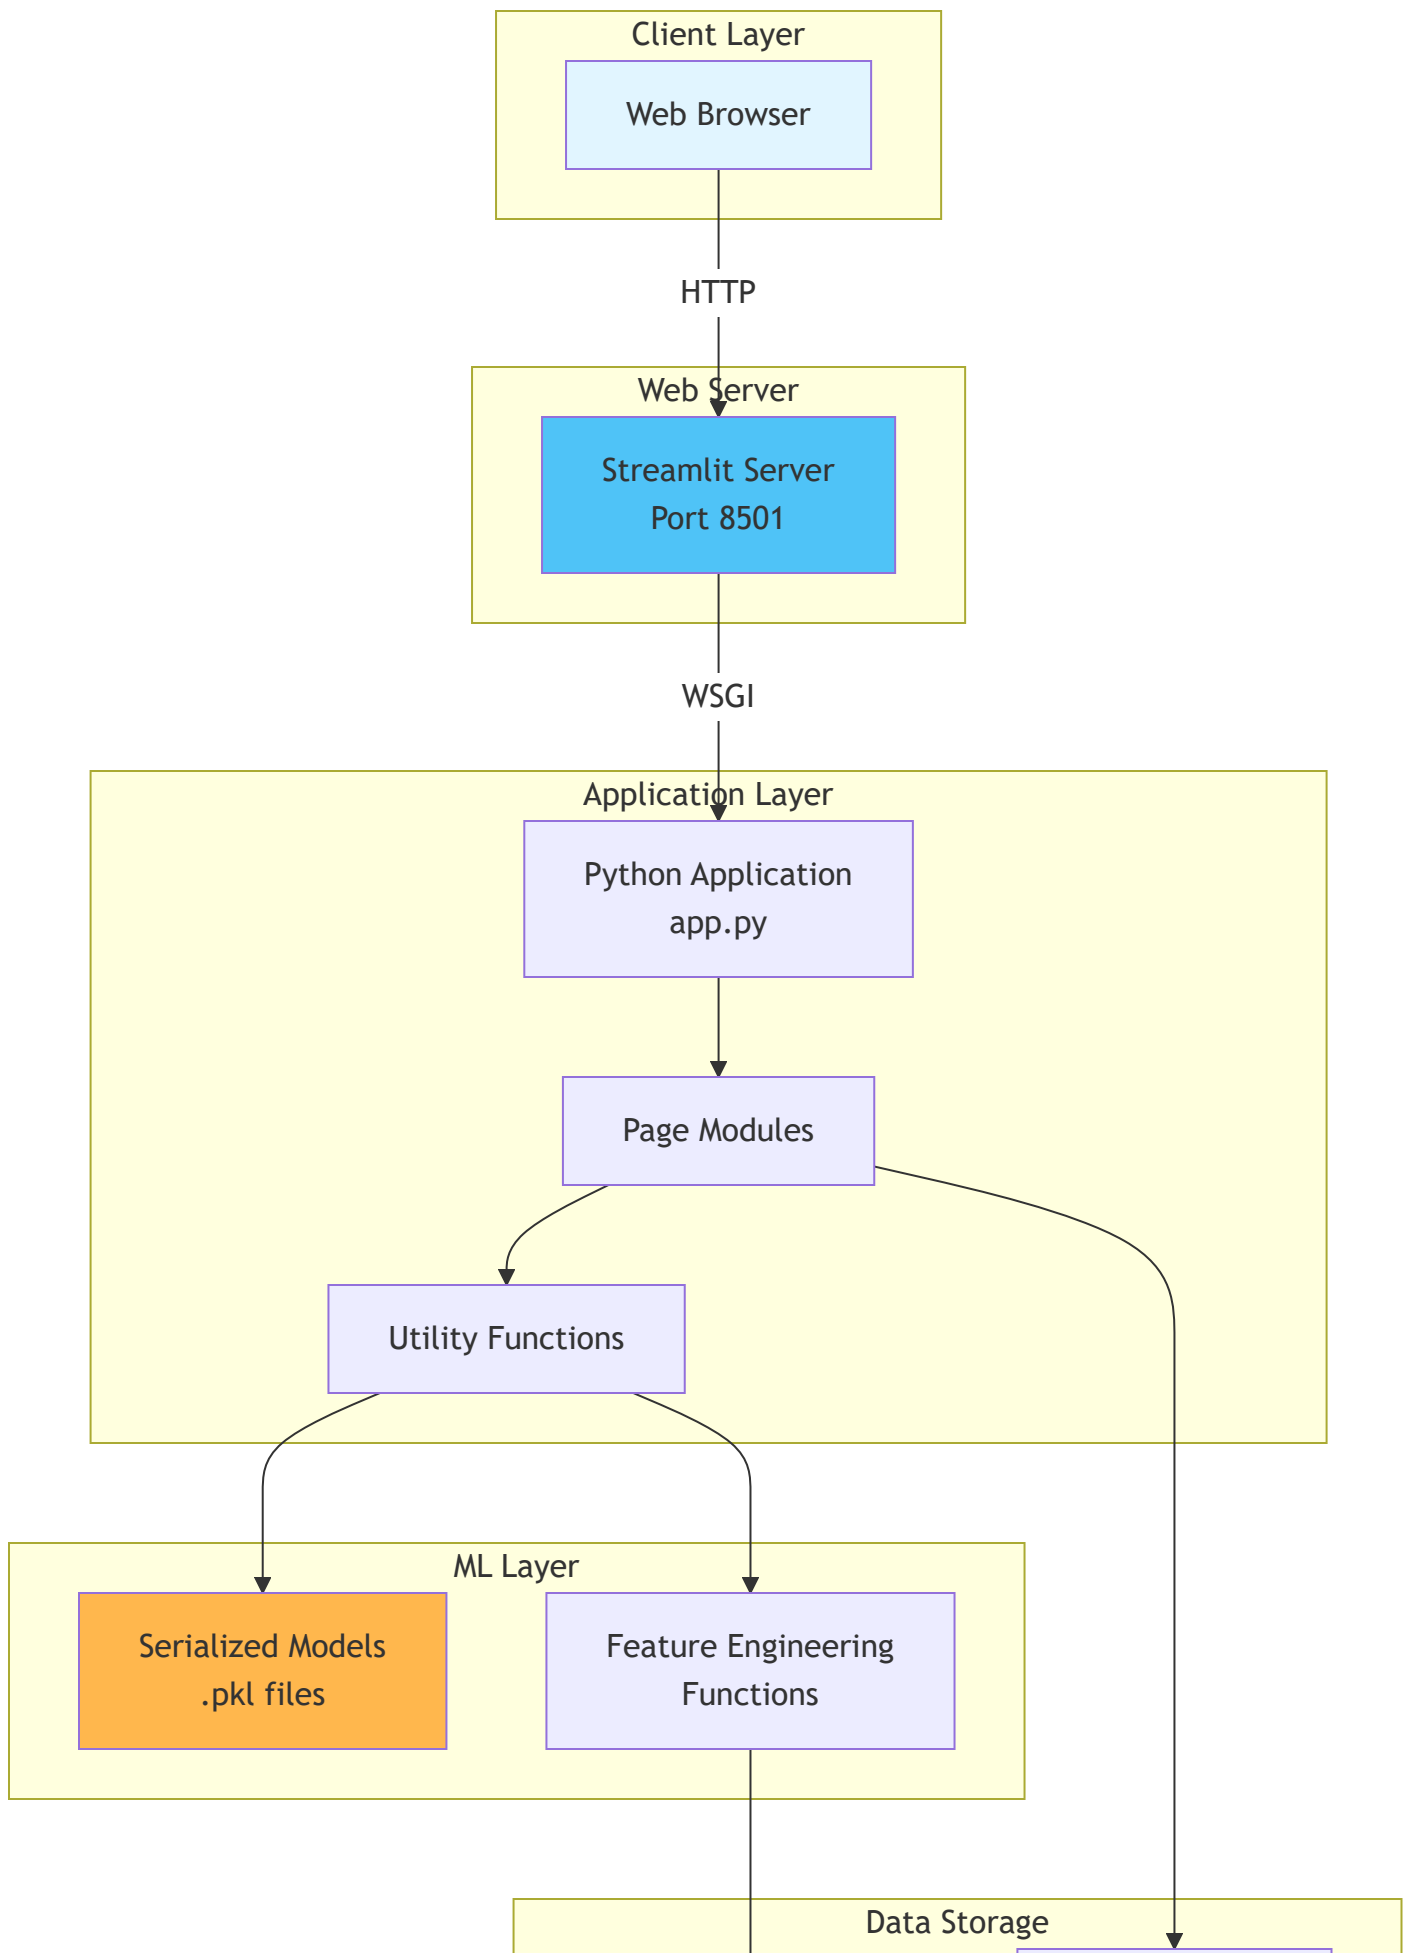 Client Layer
Web Browser
HTTP
Web Server
Streamlit Server
Port 8501
WSGI
Application Layer
Python Application
app.py
Page Modules
Utility Functions
ML Layer
Serialized Models
.pkl files
Feature Engineering
Functions
Data Storage